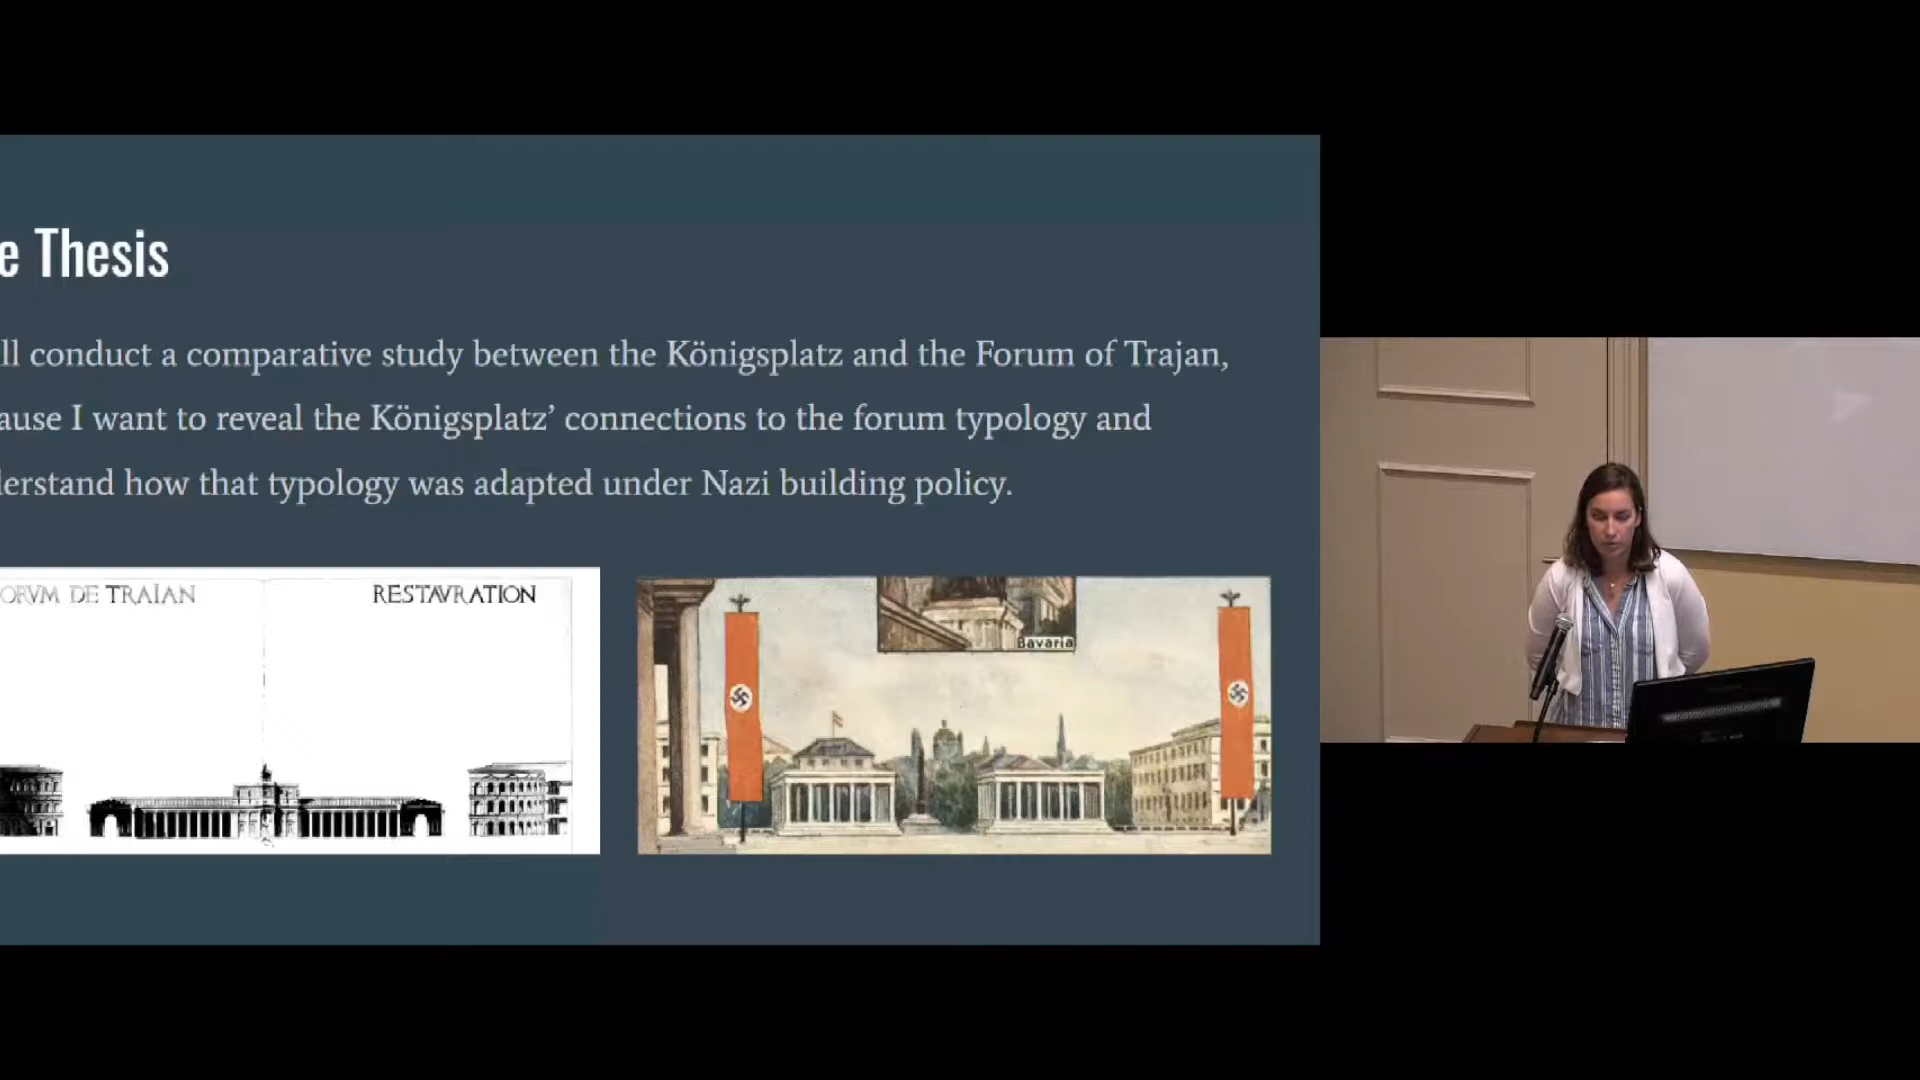 e Thesis
ll conduct a comparative study between the Königsplatz and the Forum of Trajan,
ause I want to reveal the Königsplatz’ connections to the forum typology and
derstand how that typology was adapted under Nazi building policy.
ORVM DE TRAIAN
RESTAVRATION
Bavaria